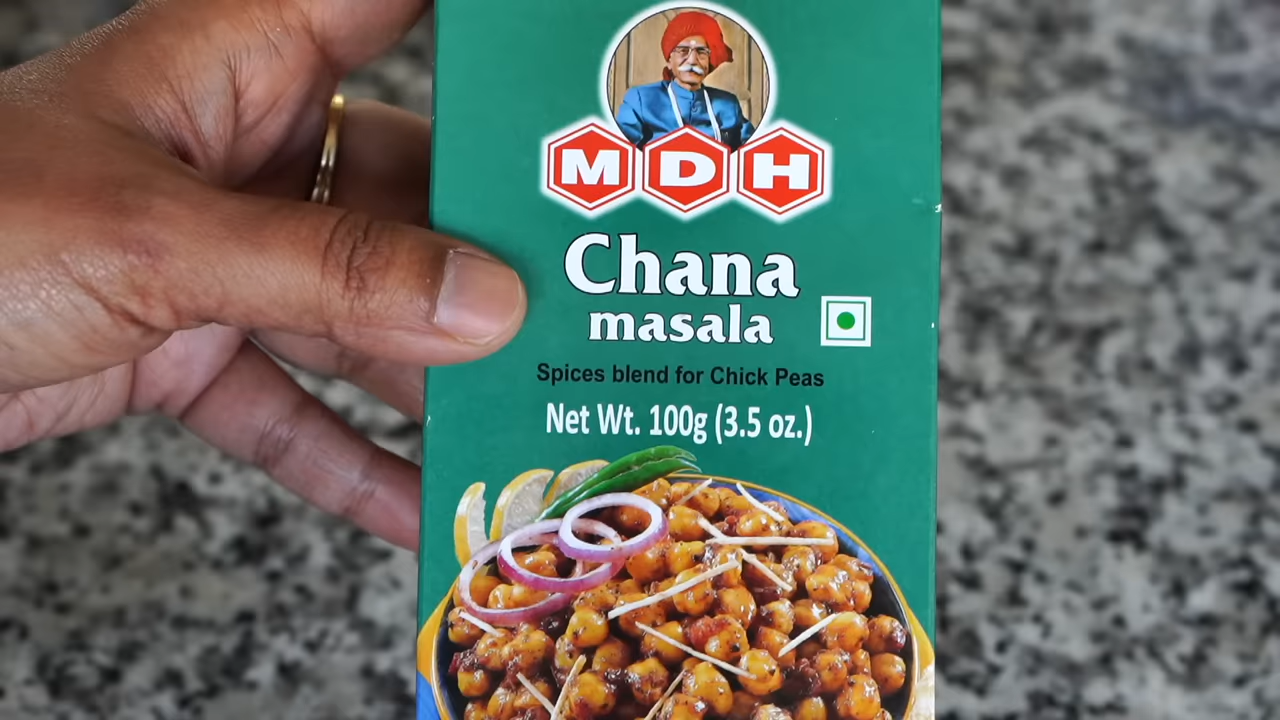 MDH
Chana
masala
Spices blend for Chick Peas
Net Wt. 100g (3.5 oz.)